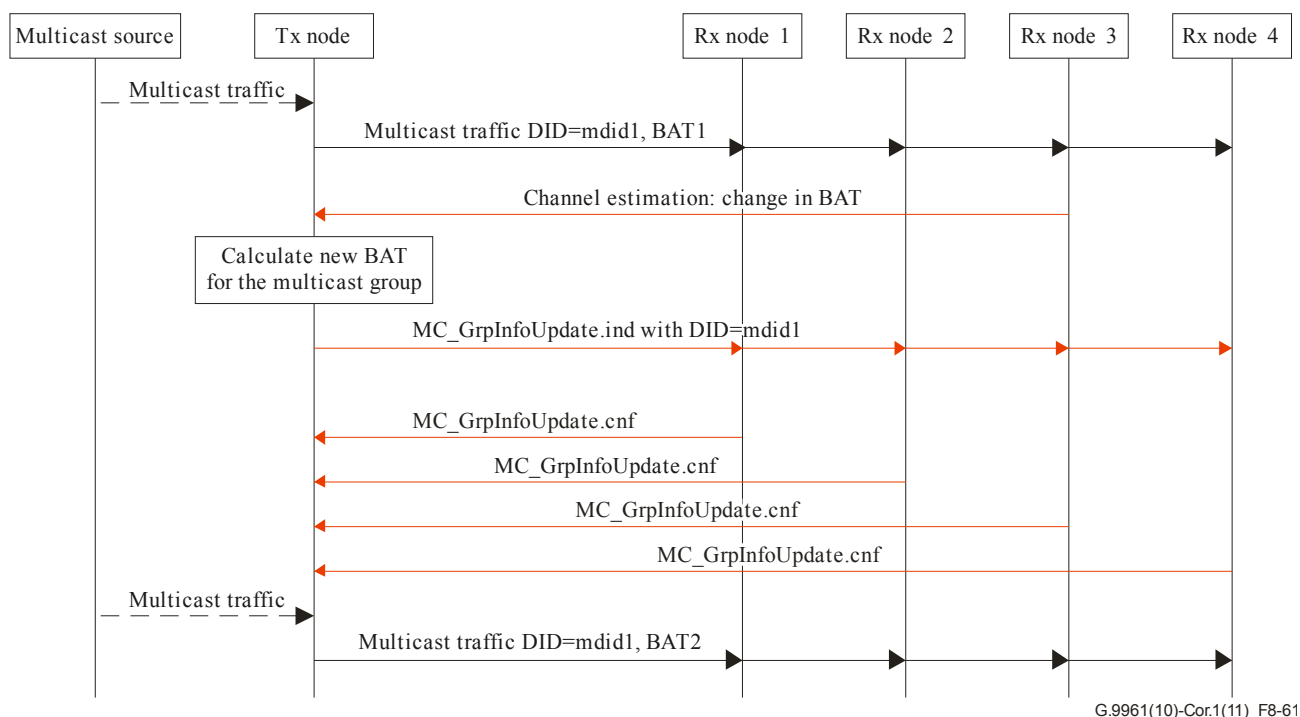 Multicast source
Tx node
Rx node 1
Rx node 2
Rx node 3
Rx node 4
Multicast traffic
Multicast traffic DID=mdid1, BAT1
Channel estimation: change in BAT
Calculate new BAT
for the multicast group
MC_GrpInfoUpdate.ind with DID=mdid1
MC_GrpInfoUpdate.cnf
MC_GrpInfoUpdate.cnf
MC_GrpInfoUpdate.cnf
MC_GrpInfoUpdate.cnf
Multicast traffic
Multicast traffic DID=mdid1, BAT2
G.9961(10)-Cor.1(11)_F8-61